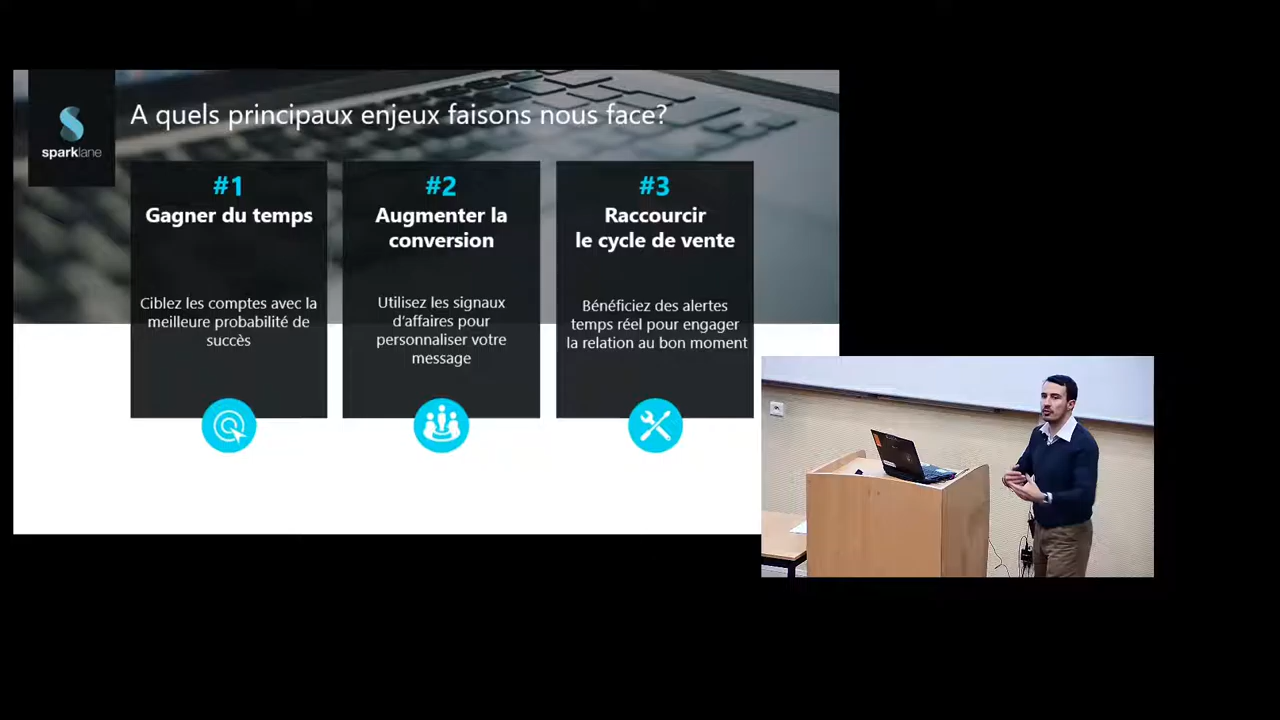 A quels principaux enjeux faisons nous face?
sparklane
#1
Gagner du temps
Ciblez les comptes avec la
meilleure probabilité de
succès
#2
Augmenter la
conversion
Utilisez les signaux
d'affaires pour
personnaliser votre
message
#3
Raccourcir
le cycle de vente
Bénéficiez des alertes
temps réel pour engager
la relation au bon moment